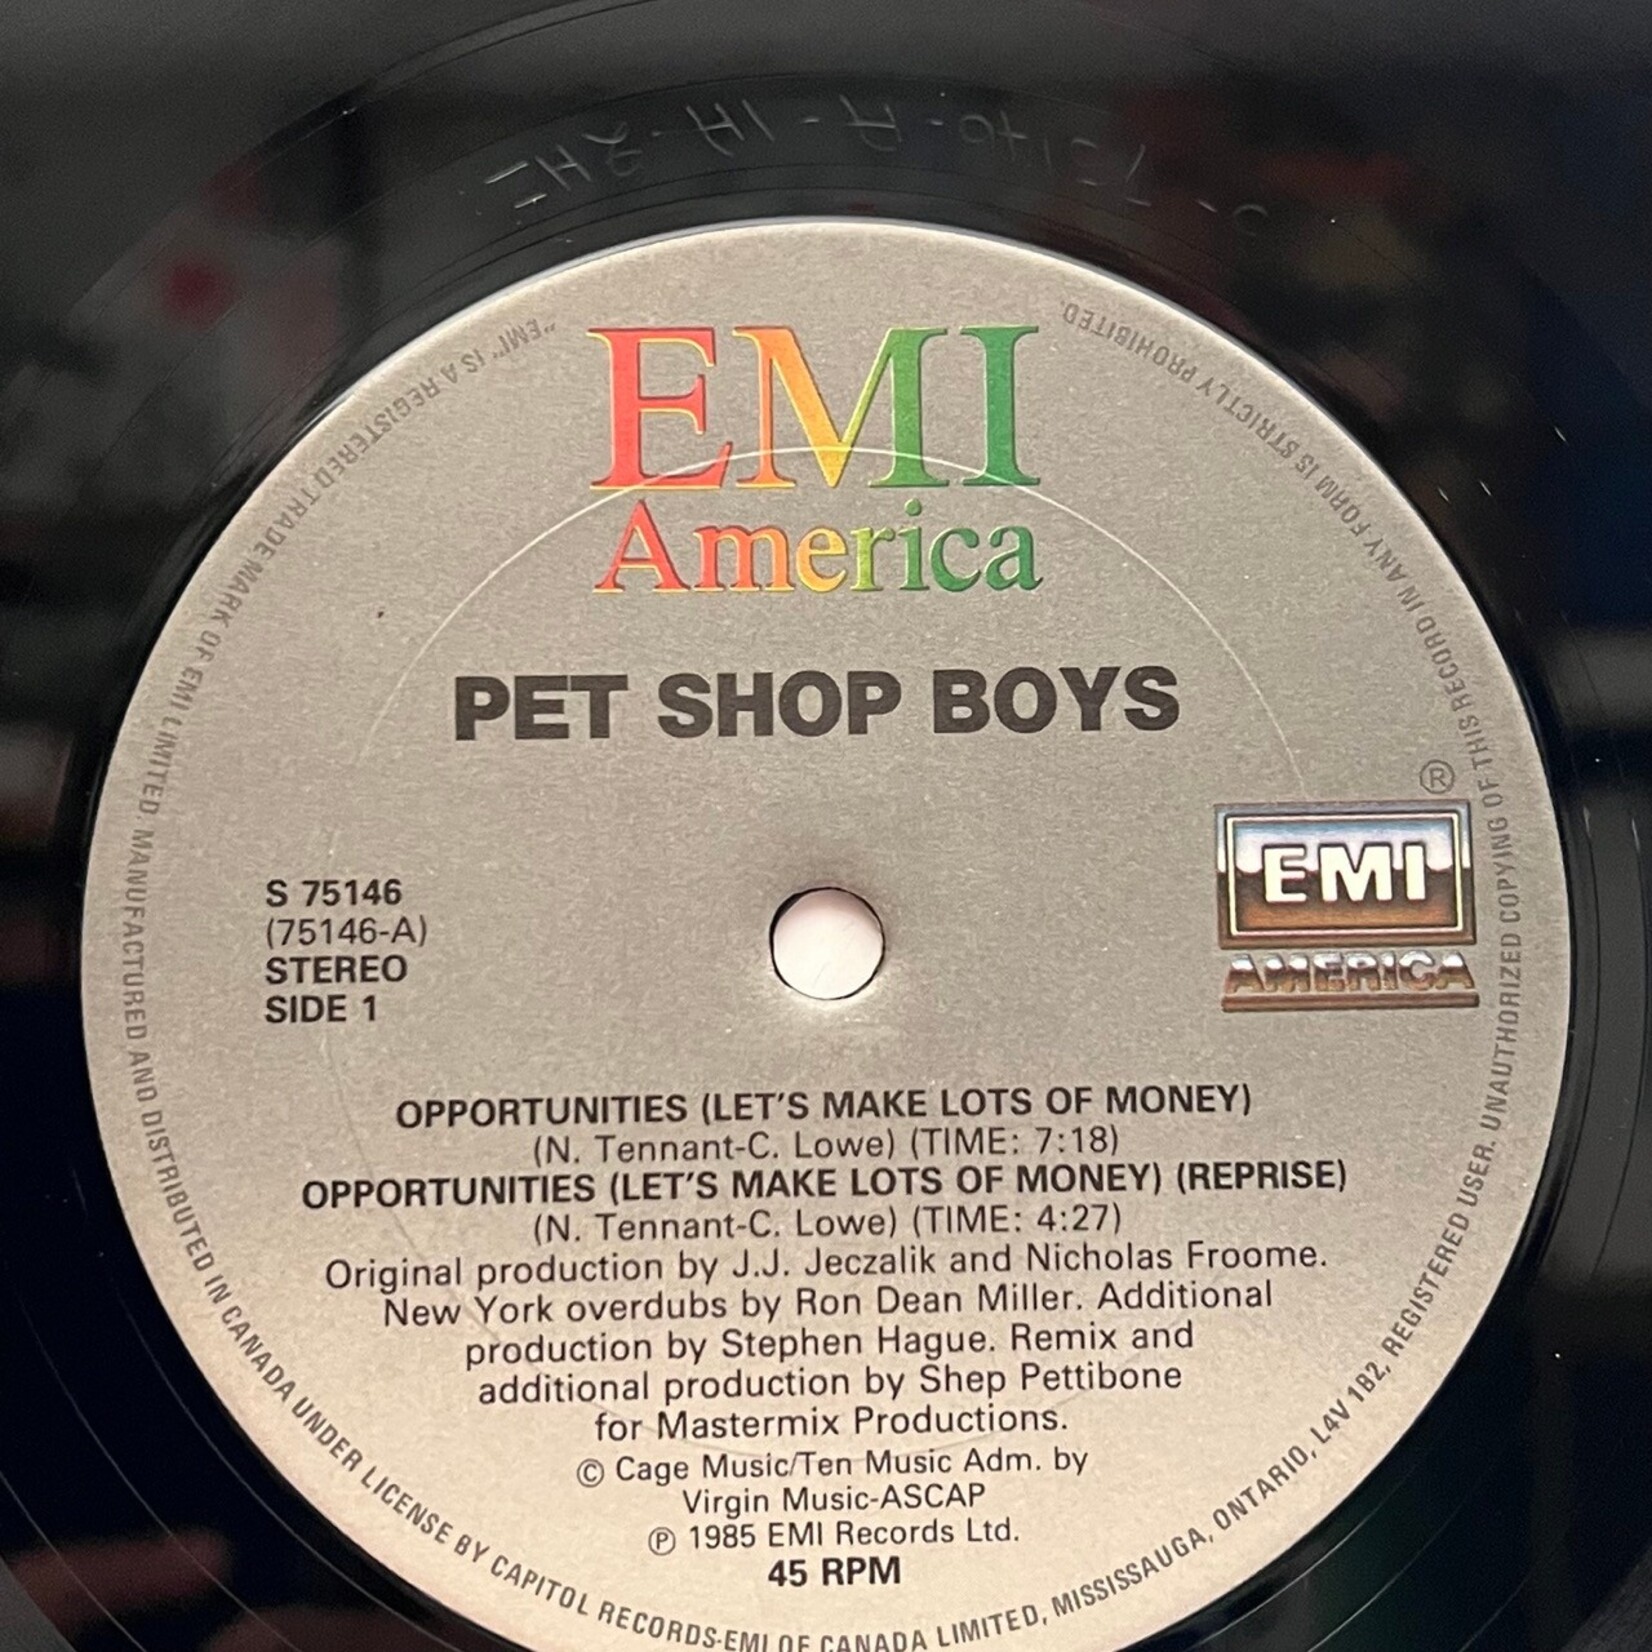 EMI
America
PET SHOP BOYS
®
EMI
AMERICA
S 75146
(75146-A)
STEREO
SIDE 1
OPPORTUNITIES (LET'S MAKE LOTS OF MONEY)
(N. Tennant-C. Lowe) (TIME: 7:18)
OPPORTUNITIES (LET'S MAKE LOTS OF MONEY) (REPRISE)
(N. Tennant-C. Lowe) (TIME: 4:27)
Original production by J.J. Jeczalik and Nicholas Froome.
New York overdubs by Ron Dean Miller. Additional
production by Stephen Hague. Remix and
additional production by Shep Pettibone
for Mastermix Productions.
© Cage Music/Ten Music Adm. by
Virgin Music-ASCAP
℗ 1985 EMI Records Ltd.
45 RPM
"EMI" IS A REGISTERED TRADE MARK OF EMI LIMITED. MANUFACTURED AND DISTRIBUTED IN CANADA UNDER LICENSE BY CAPITOL RECORDS-EMI OF CANADA LIMITED, MISSISSAUGA, ONTARIO, L4V 1B2, REGISTERED USER. UNAUTHORIZED COPYING OF THIS RECORD IN ANY FORM IS STRICTLY PROHIBITED.